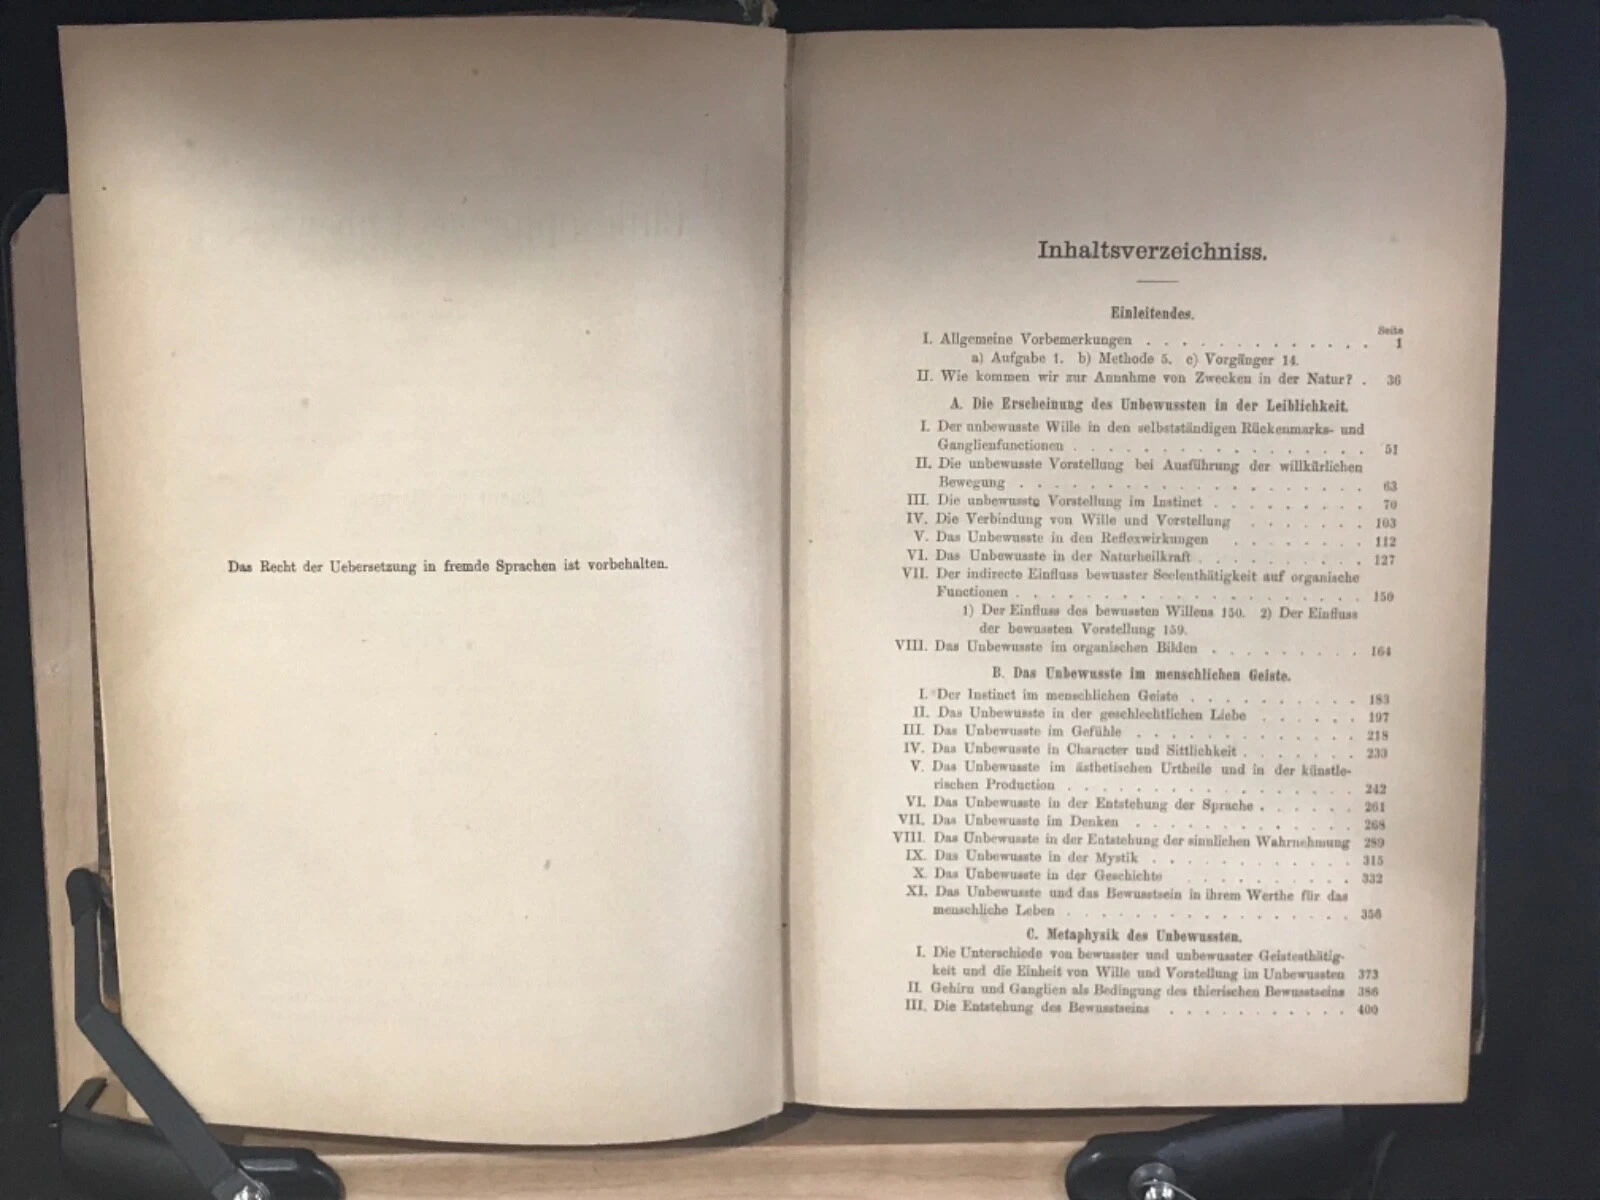 Das Recht der Uebersetzung in fremde Sprachen ist vorbehalten.
Inhaltsverzeichniss.
Einleitendes.
Seite
I. Allgemeine Vorbemerkungen . . . . . . . . . . . . . 1
a) Aufgabe 1. b) Methode 5. c) Vorgänger 14.
II. Wie kommen wir zur Annahme von Zwecken in der Natur? . 36
A. Die Erscheinung des Unbewussten in der Leiblichkeit.
I. Der unbewusste Wille in den selbstständigen Rückenmarks- und
Ganglienfunctionen . . . . . . . . . . . . . . . . 51
II. Die unbewusste Vorstellung bei Ausführung der willkürlichen
Bewegung . . . . . . . . . . . . . . . . . . 63
III. Die unbewusste Vorstellung im Instinct . . . . . . . . 70
IV. Die Verbindung von Wille und Vorstellung . . . . . . . 103
V. Das Unbewusste in den Reflexwirkungen . . . . . . . 112
VI. Das Unbewusste in der Naturheilkraft . . . . . . . . . 127
VII. Der indirecte Einfluss bewusster Seelenthätigkeit auf organische
Functionen . . . . . . . . . . . . . . . . . . 150
1) Der Einfluss des bewussten Willens 150. 2) Der Einfluss
der bewussten Vorstellung 159.
VIII. Das Unbewusste im organischen Bilden . . . . . . . . 164
B. Das Unbewusste im menschlichen Geiste.
I. Der Instinct im menschlichen Geiste . . . . . . . . . 183
II. Das Unbewusste in der geschlechtlichen Liebe . . . . . . 197
III. Das Unbewusste im Gefühle . . . . . . . . . . . . 218
IV. Das Unbewusste in Character und Sittlichkeit . . . . . . 233
V. Das Unbewusste im ästhetischen Urtheile und in der künstle-
rischen Production . . . . . . . . . . . . . . . 242
VI. Das Unbewusste in der Entstehung der Sprache . . . . . . 261
VII. Das Unbewusste im Denken . . . . . . . . . . . . 268
VIII. Das Unbewusste in der Entstehung der sinnlichen Wahrnehmung 289
IX. Das Unbewusste in der Mystik . . . . . . . . . . . 315
X. Das Unbewusste in der Geschichte . . . . . . . . . 332
XI. Das Unbewusste und das Bewusstsein in ihrem Werthe für das
menschliche Leben . . . . . . . . . . . . . . . 356
C. Metaphysik des Unbewussten.
I. Die Unterschiede von bewusster und unbewusster Geistesthätig-
keit und die Einheit von Wille und Vorstellung im Unbewussten 373
II. Gehirn und Ganglien als Bedingung des thierischen Bewusstseins 386
III. Die Entstehung des Bewusstseins . . . . . . . . . . 400